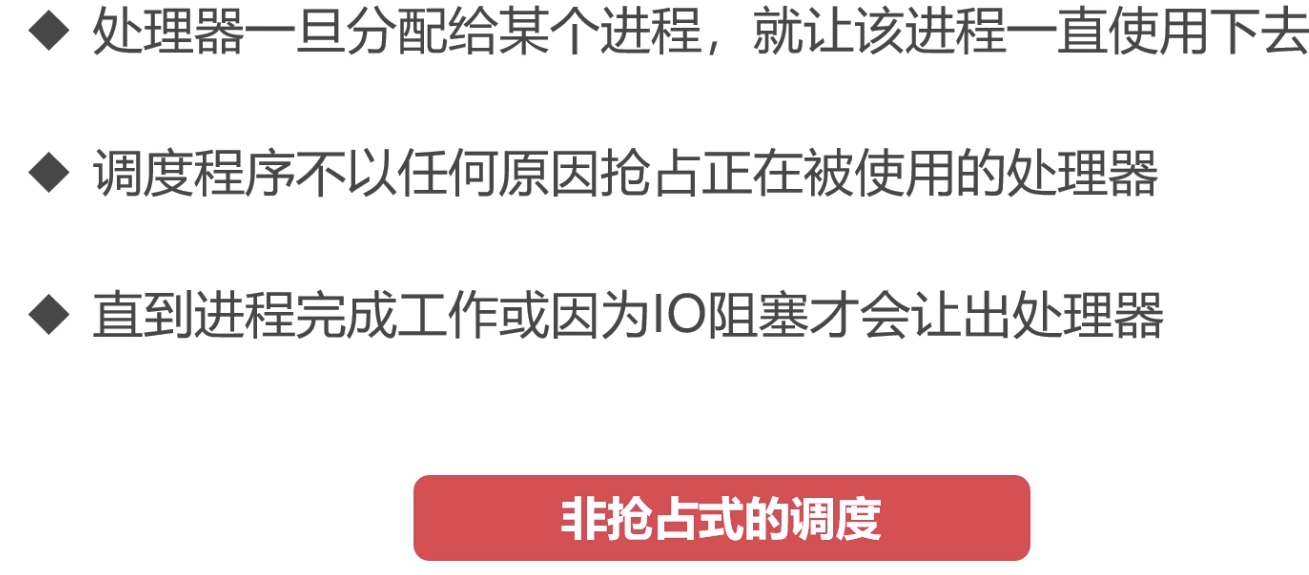 ◆ 处理器一旦分配给某个进程，就让该进程一直使用下去
◆ 调度程序不以任何原因抢占正在被使用的处理器
◆ 直到进程完成工作或因为IO阻塞才会让出处理器
非抢占式的调度